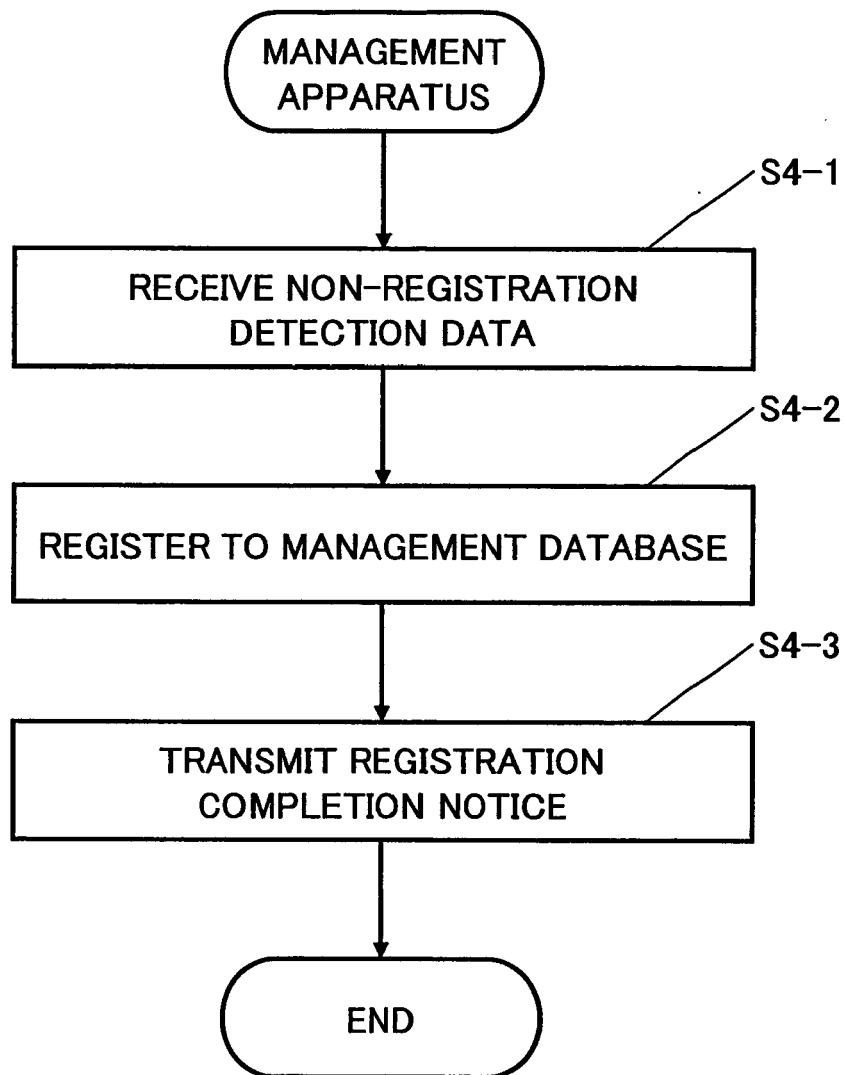 MANAGEMENT
APPARATUS
S4-1
RECEIVE NON-REGISTRATION
DETECTION DATA
S4-2
REGISTER TO MANAGEMENT DATABASE
S4-3
TRANSMIT REGISTRATION
COMPLETION NOTICE
END